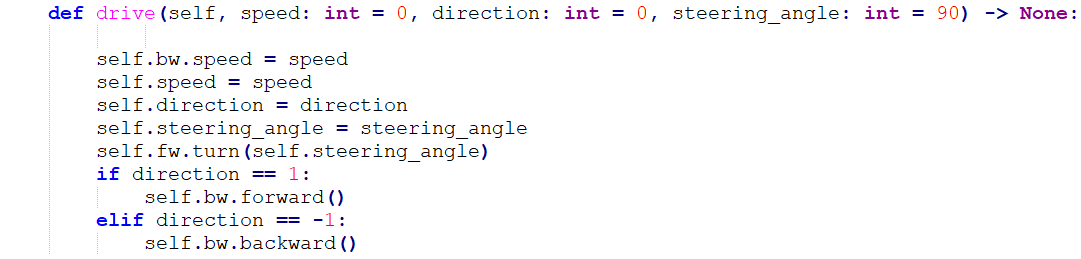 def drive(self, speed: int = 0, direction: int = 0, steering_angle: int = 90) -> None:
self.bw.speed = speed
self.speed = speed
self.direction = direction
self.steering_angle = steering_angle
self.fw.turn(self.steering_angle)
if direction == 1:
self.bw.forward()
elif direction == -1:
self.bw.backward()